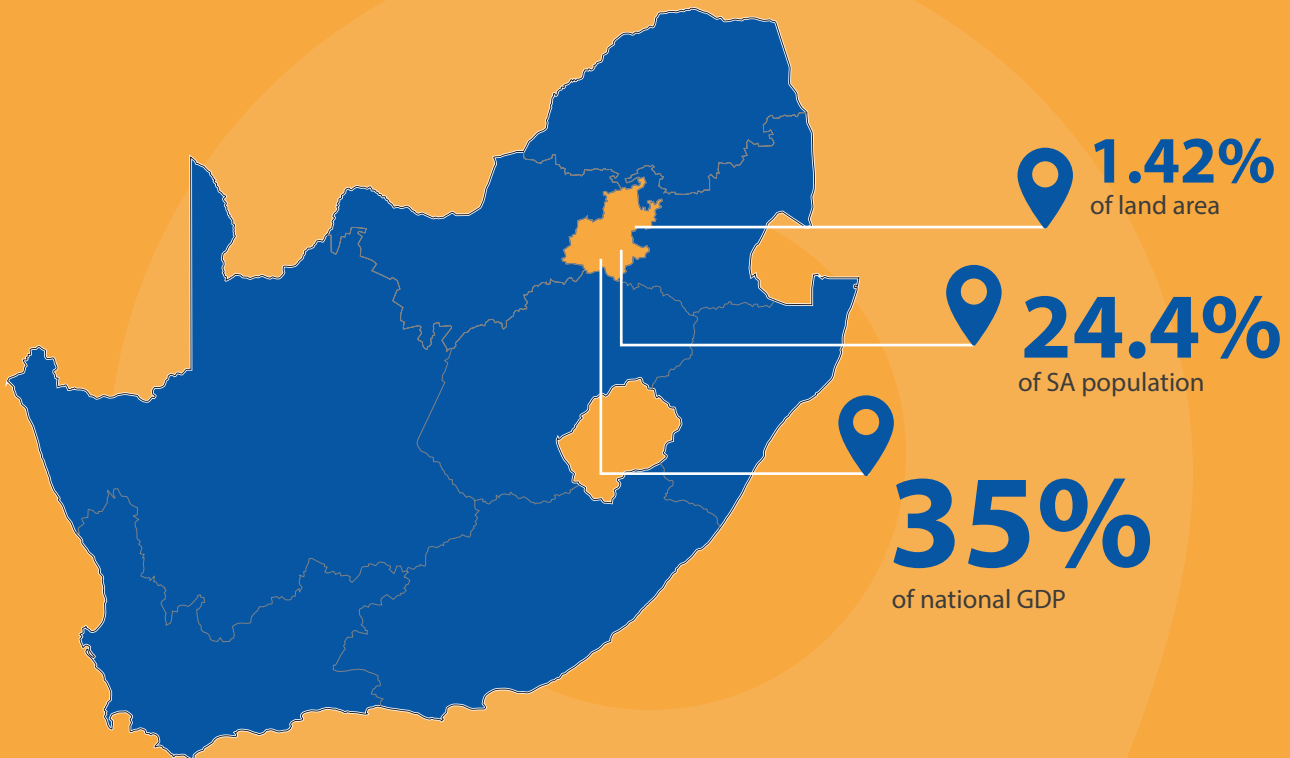 1.42%
of land area
24.4%
of SA population
35%
of national GDP